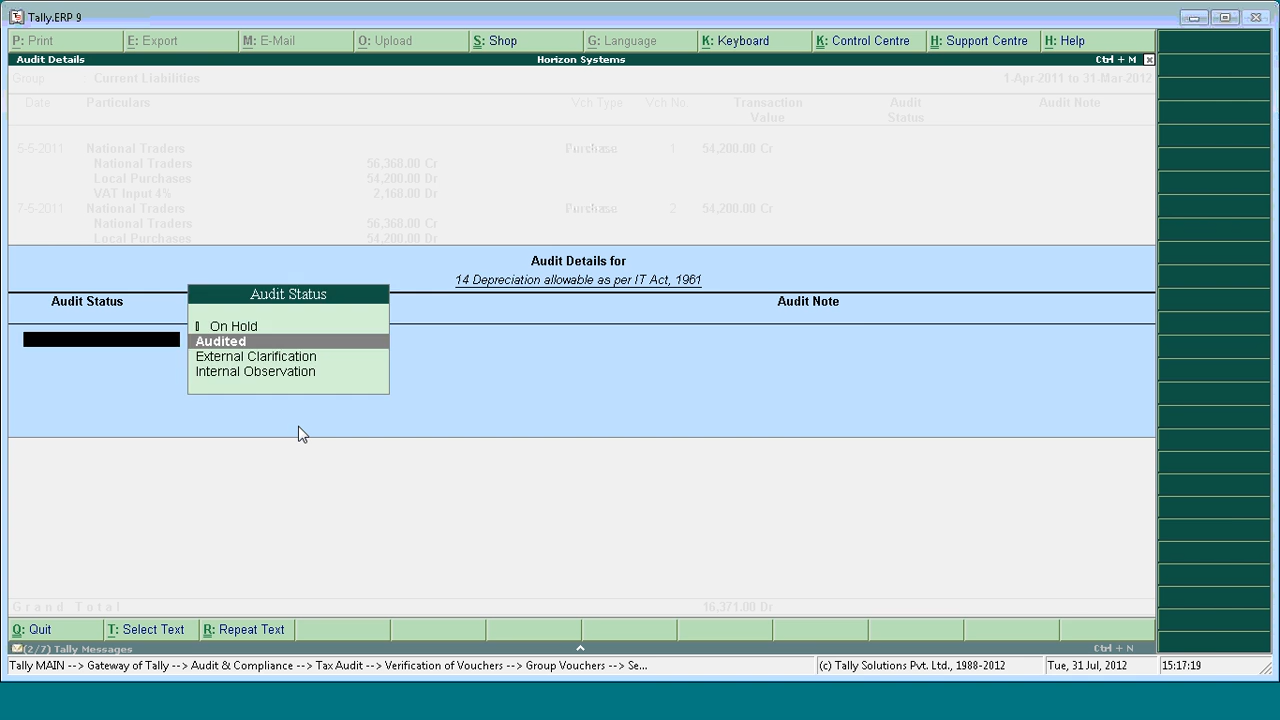 Tally.ERP 9
P: Print E: Export M: E-Mail O: Upload S: Shop G: Language K: Keyboard K: Control Centre H: Support Centre H: Help
Audit Details Horizon Systems Ctrl + M
Group Current Liabilities 1-Apr-2011 to 31-Mar-2012
Date Particulars Vch Type Vch No. Transaction Value Audit Status Audit Note
5-5-2011 National Traders Purchase 1 54,200.00 Cr
National Traders 56,368.00 Cr
Local Purchases 54,200.00 Dr
VAT Input 4% 2,168.00 Dr
7-5-2011 National Traders Purchase 2 54,200.00 Cr
National Traders 56,368.00 Cr
Local Purchases 54,200.00 Dr
Audit Details for
14 Depreciation allowable as per IT Act, 1961
Audit Status Audit Note
Audit Status
On Hold
Audited
External Clarification
Internal Observation
Grand Total 16,371.00 Dr
Q: Quit T: Select Text R: Repeat Text
(2/7) Tally Messages Ctrl + N
Tally MAIN --> Gateway of Tally --> Audit & Compliance --> Tax Audit --> Verification of Vouchers --> Group Vouchers --> Se... (c) Tally Solutions Pvt. Ltd., 1988-2012 Tue, 31 Jul, 2012 15:17:19